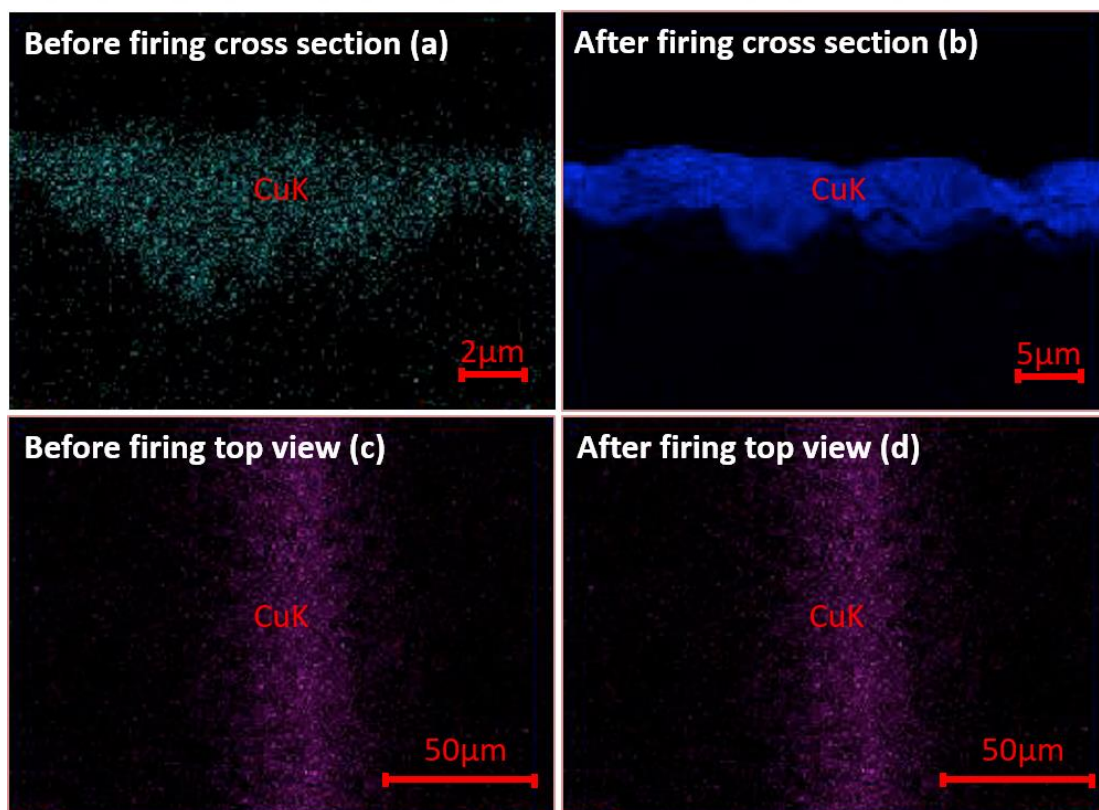 Before firing cross section (a)
CuK
2μm
After firing cross section (b)
CuK
5μm
Before firing top view (c)
CuK
50μm
After firing top view (d)
CuK
50μm